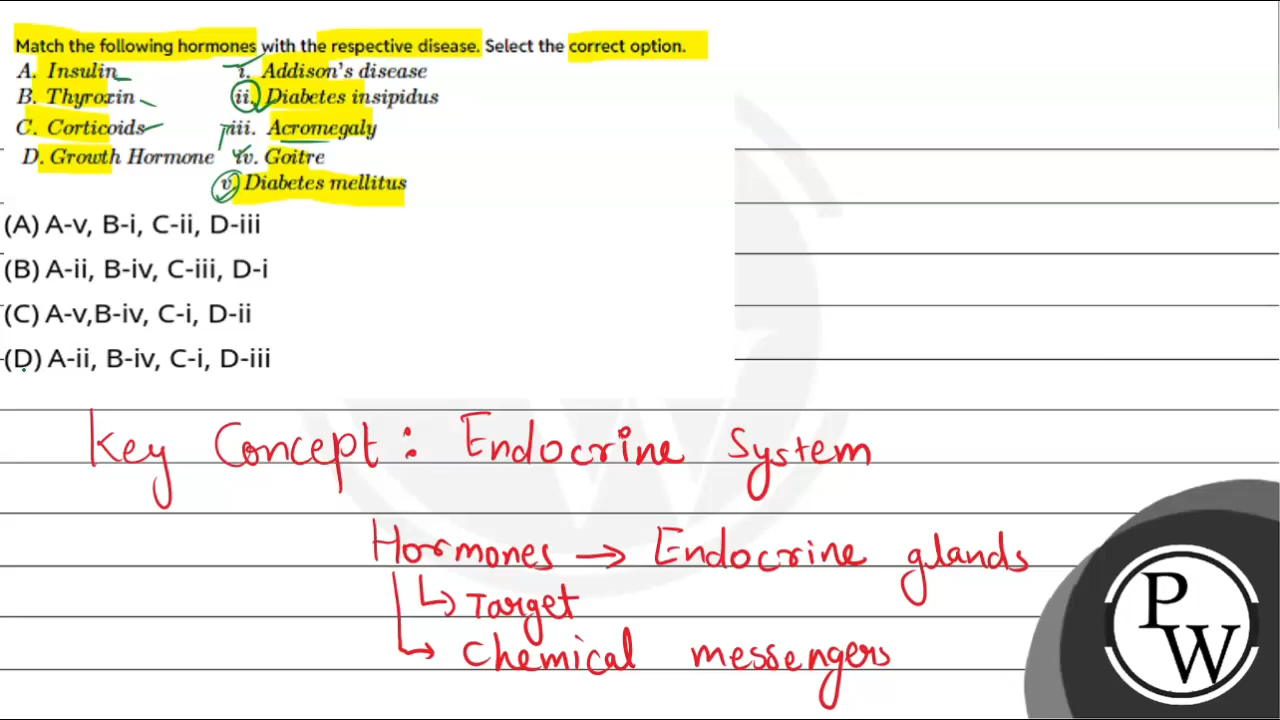 Match the following hormones with the respective disease. Select the correct option.
A. Insulin i. Addison's disease
B. Thyroxin ii. Diabetes insipidus
C. Corticoids iii. Acromegaly
D. Growth Hormone iv. Goitre
v. Diabetes mellitus
(A) A-v, B-i, C-ii, D-iii
(B) A-ii, B-iv, C-iii, D-i
(C) A-v,B-iv, C-i, D-ii
(D) A-ii, B-iv, C-i, D-iii
Key Concept : Endocrine System
Hormones → Endocrine glands
↳ Target
↳ Chemical messengers
P
W